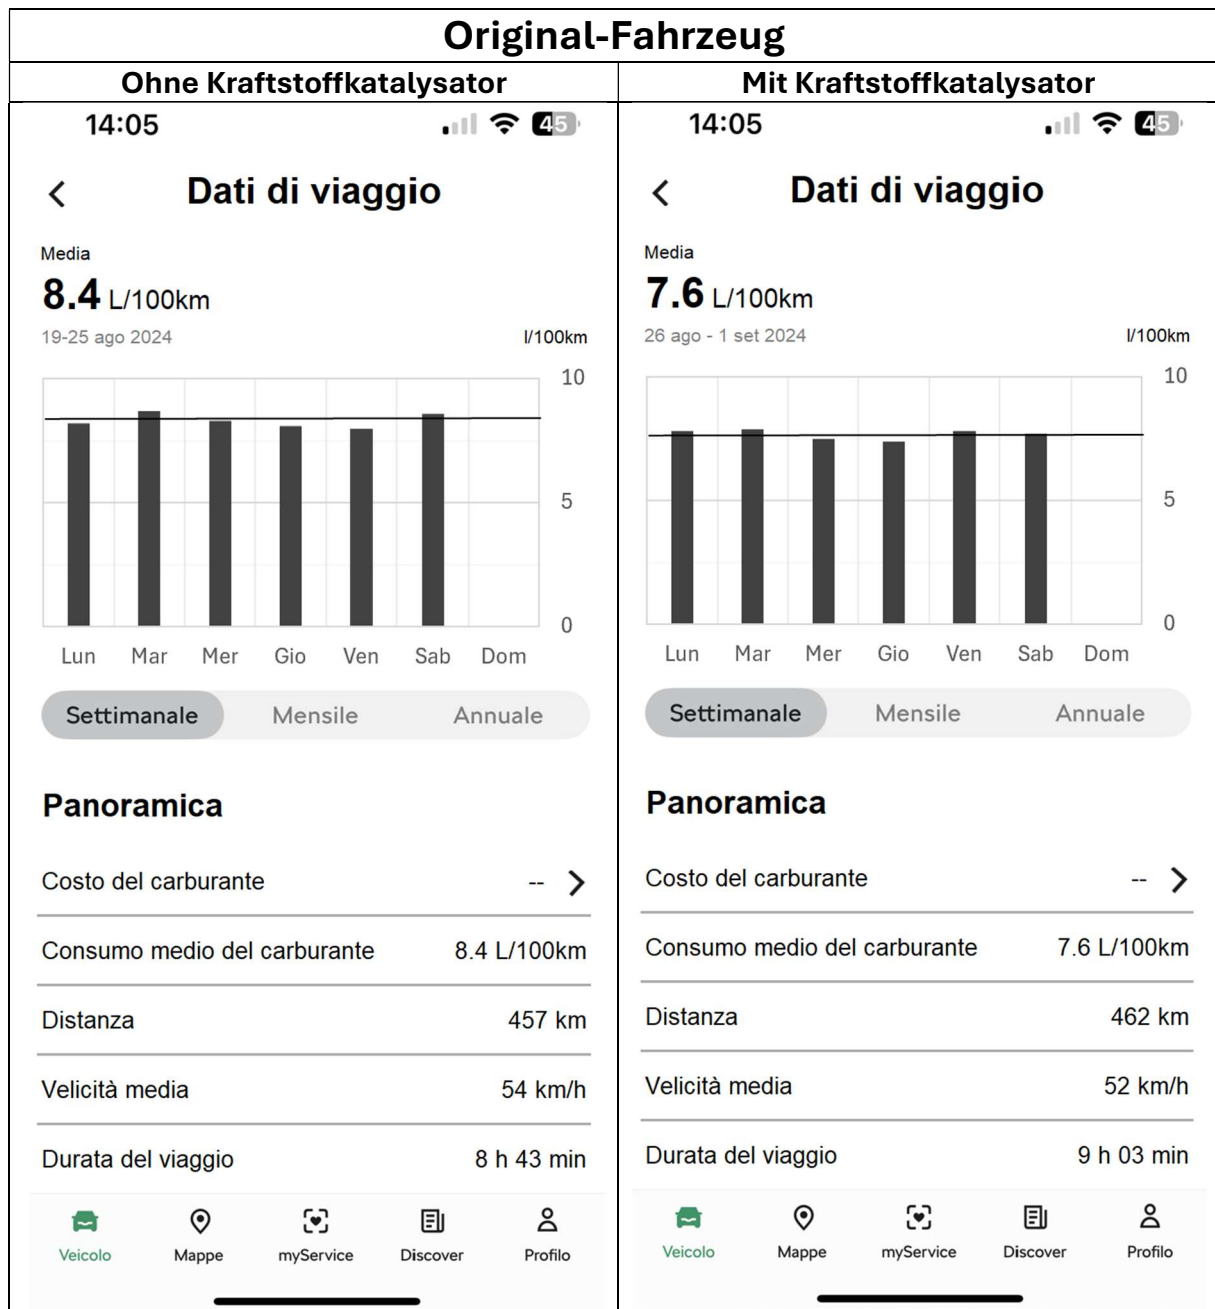 Original-Fahrzeug
Ohne Kraftstoffkatalysator
14:05
45
Dati di viaggio
Media
8.4 L/100km
19-25 ago 2024
l/100km
10
5
0
Lun Mar Mer Gio Ven Sab Dom
Settimanale Mensile Annuale
Panoramica
Costo del carburante --
Consumo medio del carburante 8.4 L/100km
Distanza 457 km
Velicità media 54 km/h
Durata del viaggio 8 h 43 min
Veicolo Mappe myService Discover Profilo
Mit Kraftstoffkatalysator
14:05
45
Dati di viaggio
Media
7.6 L/100km
26 ago - 1 set 2024
l/100km
10
5
0
Lun Mar Mer Gio Ven Sab Dom
Settimanale Mensile Annuale
Panoramica
Costo del carburante --
Consumo medio del carburante 7.6 L/100km
Distanza 462 km
Velicità media 52 km/h
Durata del viaggio 9 h 03 min
Veicolo Mappe myService Discover Profilo